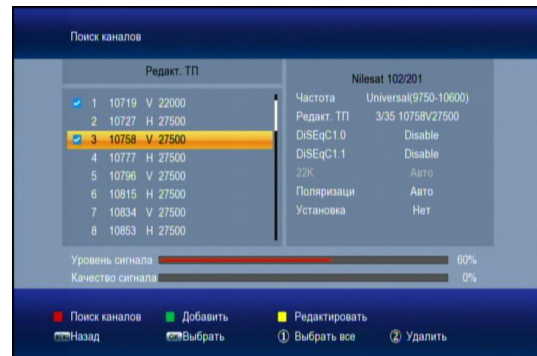 Поиск каналов
Редакт. ТП
1 10719 V 22000
2 10727 H 27500
3 10758 V 27500
4 10777 H 27500
5 10796 V 27500
6 10815 H 27500
7 10834 V 27500
8 10853 H 27500
Nilesat 102/201
Частота Universal(9750-10600)
Редакт. ТП 3/35 10758V27500
DiSEqC1.0 Disable
DiSEqC1.1 Disable
22K Авто
Поляризаци Авто
Установка Нет
Уровень сигнала 60%
Качество сигнала 0%
Поиск каналов Добавить Редактировать
Назад OK Выбрать 1 Выбрать все 2 Удалить